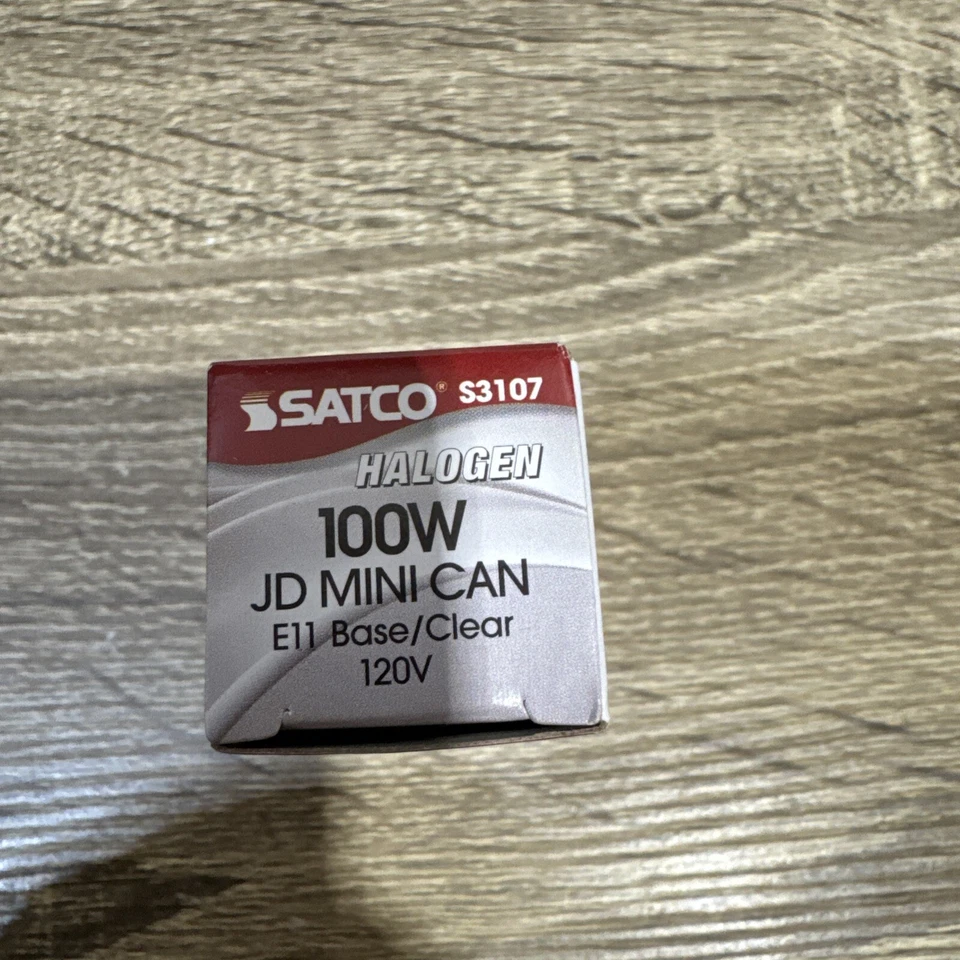 SATCO® S3107
HALOGEN
100W
JD MINI CAN
E11 Base/Clear
120V